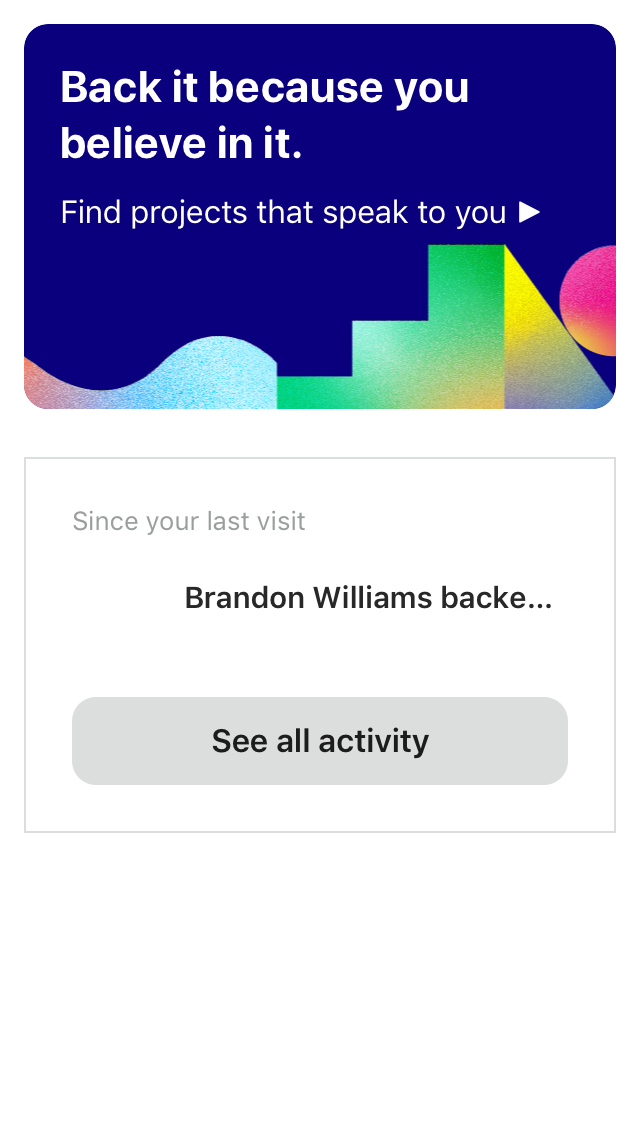 Back it because you
believe in it.
Find projects that speak to you ►
Since your last visit
Brandon Williams backe...
See all activity